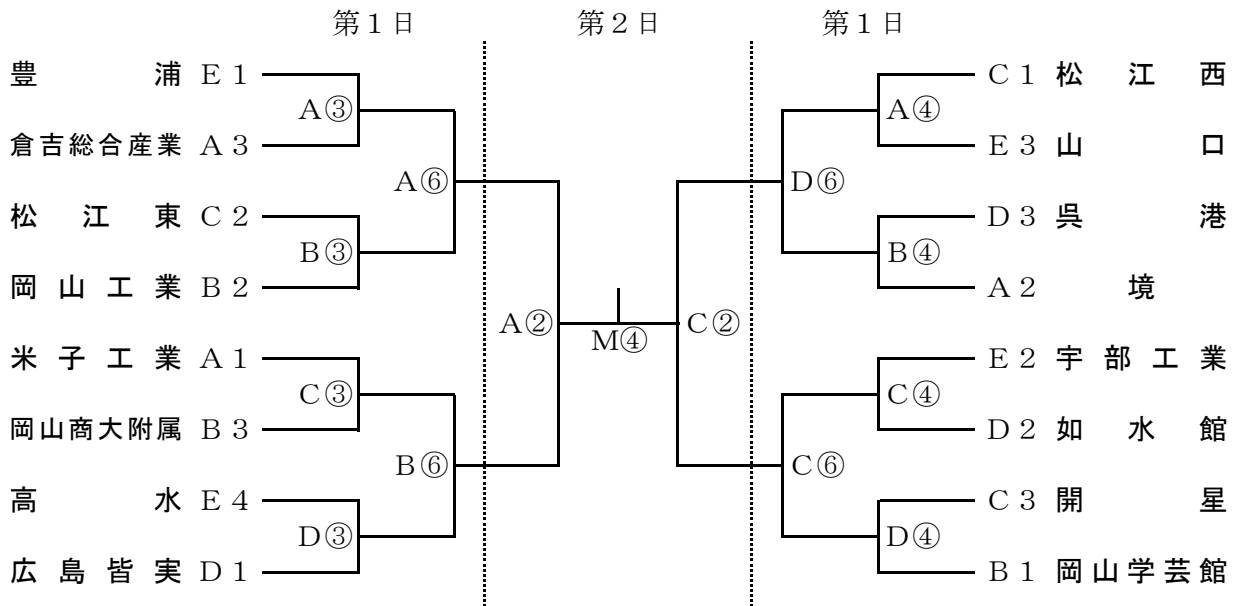 第１日 第２日 第１日
豊浦 E１ C１ 松江西
A③ A④
倉吉総合産業 A３ E３ 山口
A⑥ D⑥
松江東 C２ D３ 呉港
B③ B④
岡山工業 B２ A２ 境
A② M④ C②
米子工業 A１ E２ 宇部工業
C③ C④
岡山商大附属 B３ D２ 如水館
B⑥ C⑥
高水 E４ C３ 開星
D③ D④
広島皆実 D１ B１ 岡山学芸館